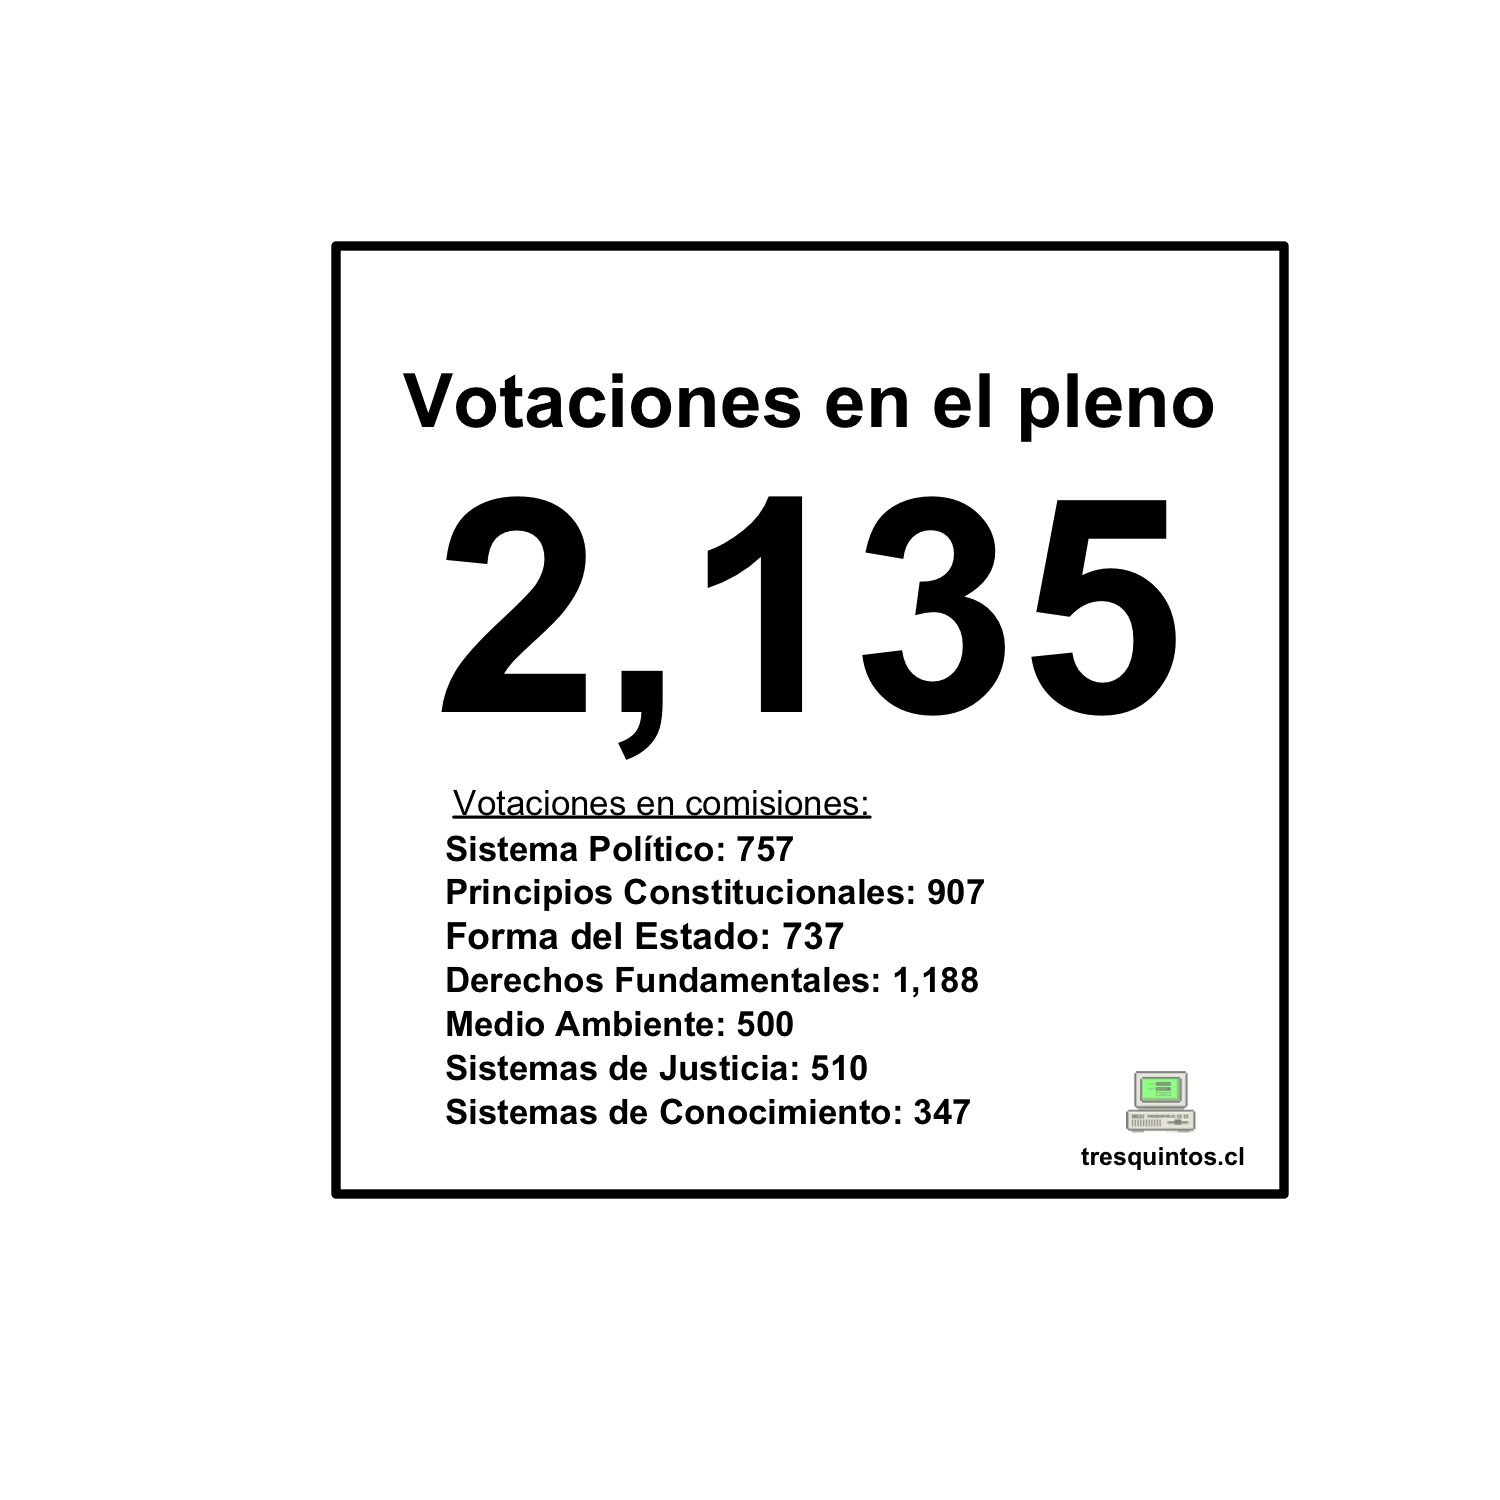 Votaciones en el pleno
2,135
Votaciones en comisiones:
Sistema Político: 757
Principios Constitucionales: 907
Forma del Estado: 737
Derechos Fundamentales: 1,188
Medio Ambiente: 500
Sistemas de Justicia: 510
Sistemas de Conocimiento: 347
tresquintos.cl